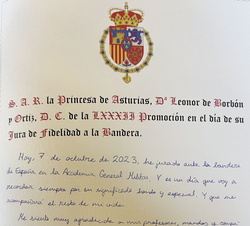 S. A. R. la Princesa de Asturias, Dª Leonor de Borbón
y Ortiz, D. C. de la LXXXII Promoción en el día de su
Jura de Fidelidad a la Bandera.
Hoy, 7 de octubre de 2023, he jurado ante la bandera
de España en la Academia General Militar. Y es un día que voy a
recordar siempre por su significado hondo y especial. Y que me
acompañará el resto de mi vida.
Me siento muy agradecida a mis profesores, mandos y